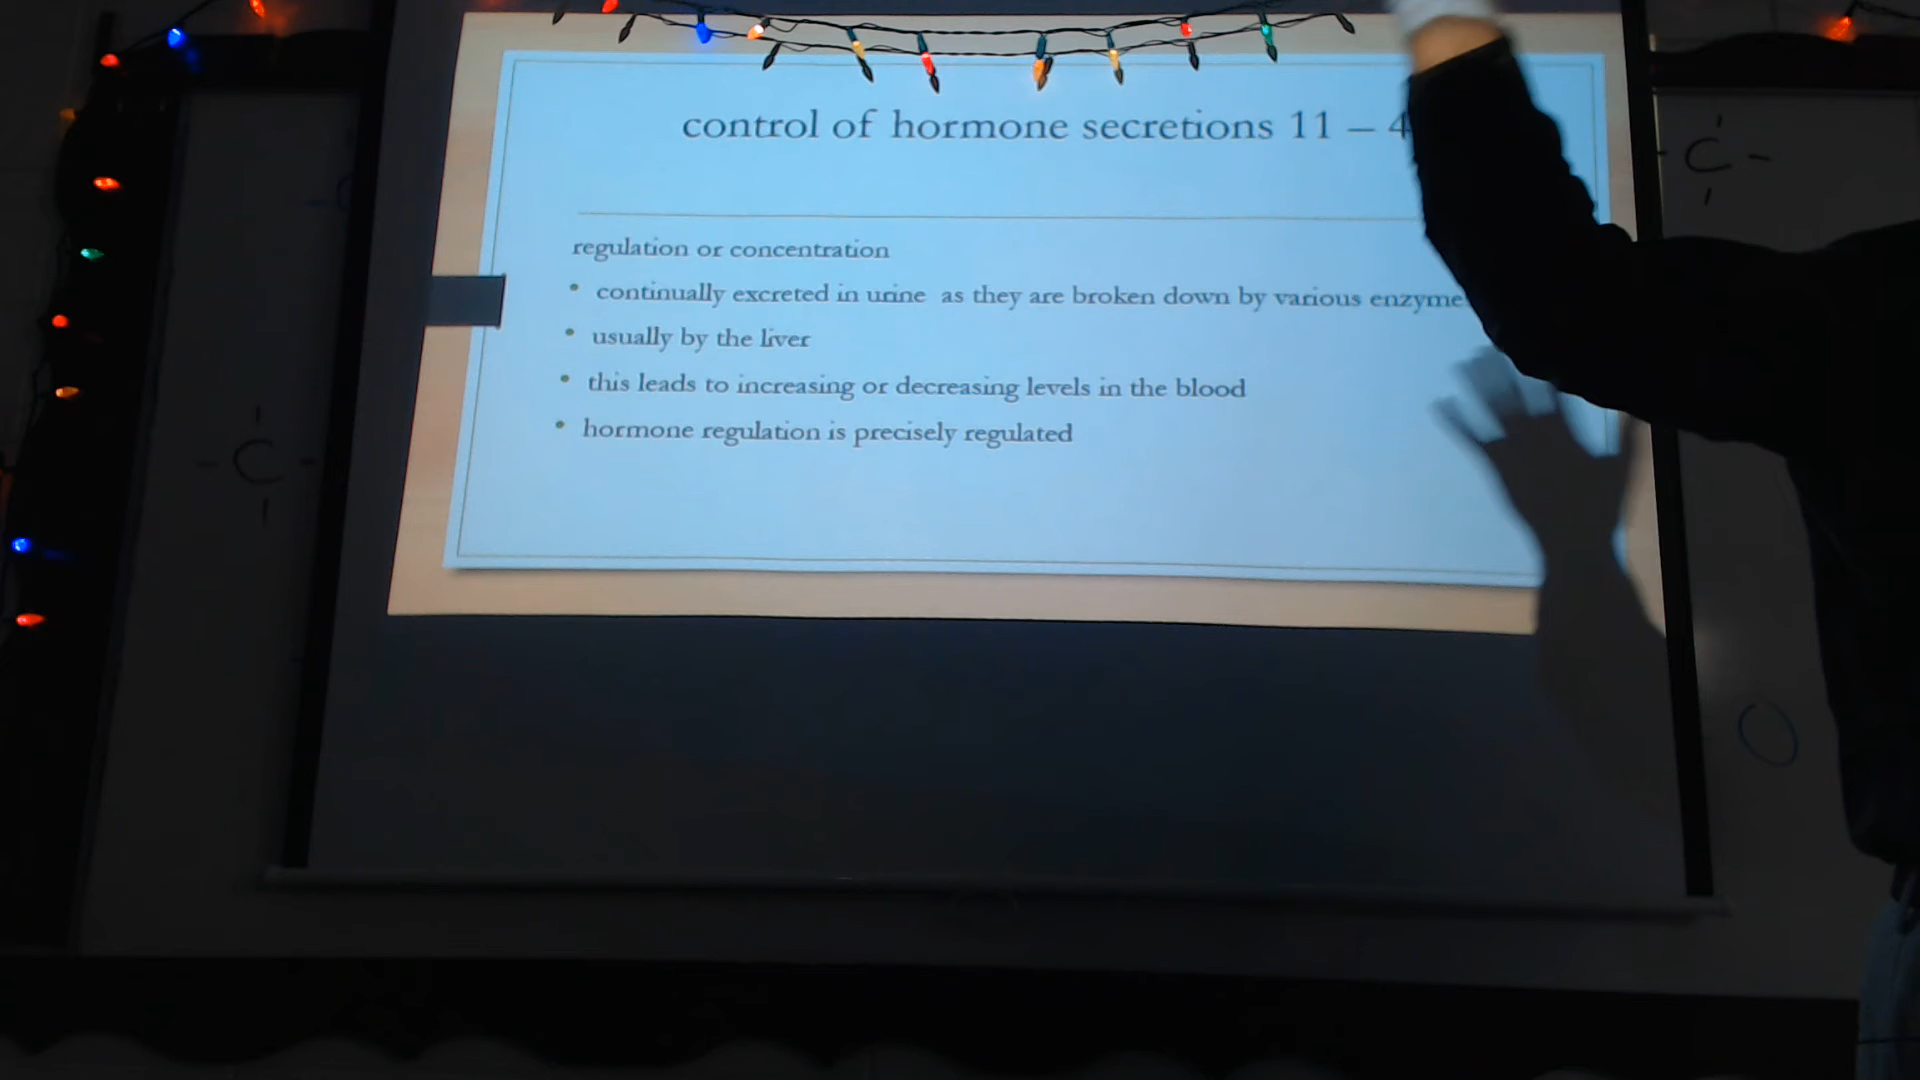 control of hormone secretions 11 – 4
regulation or concentration
• continually excreted in urine as they are broken down by various enzyme
• usually by the liver
• this leads to increasing or decreasing levels in the blood
• hormone regulation is precisely regulated
- C -
- C -
O